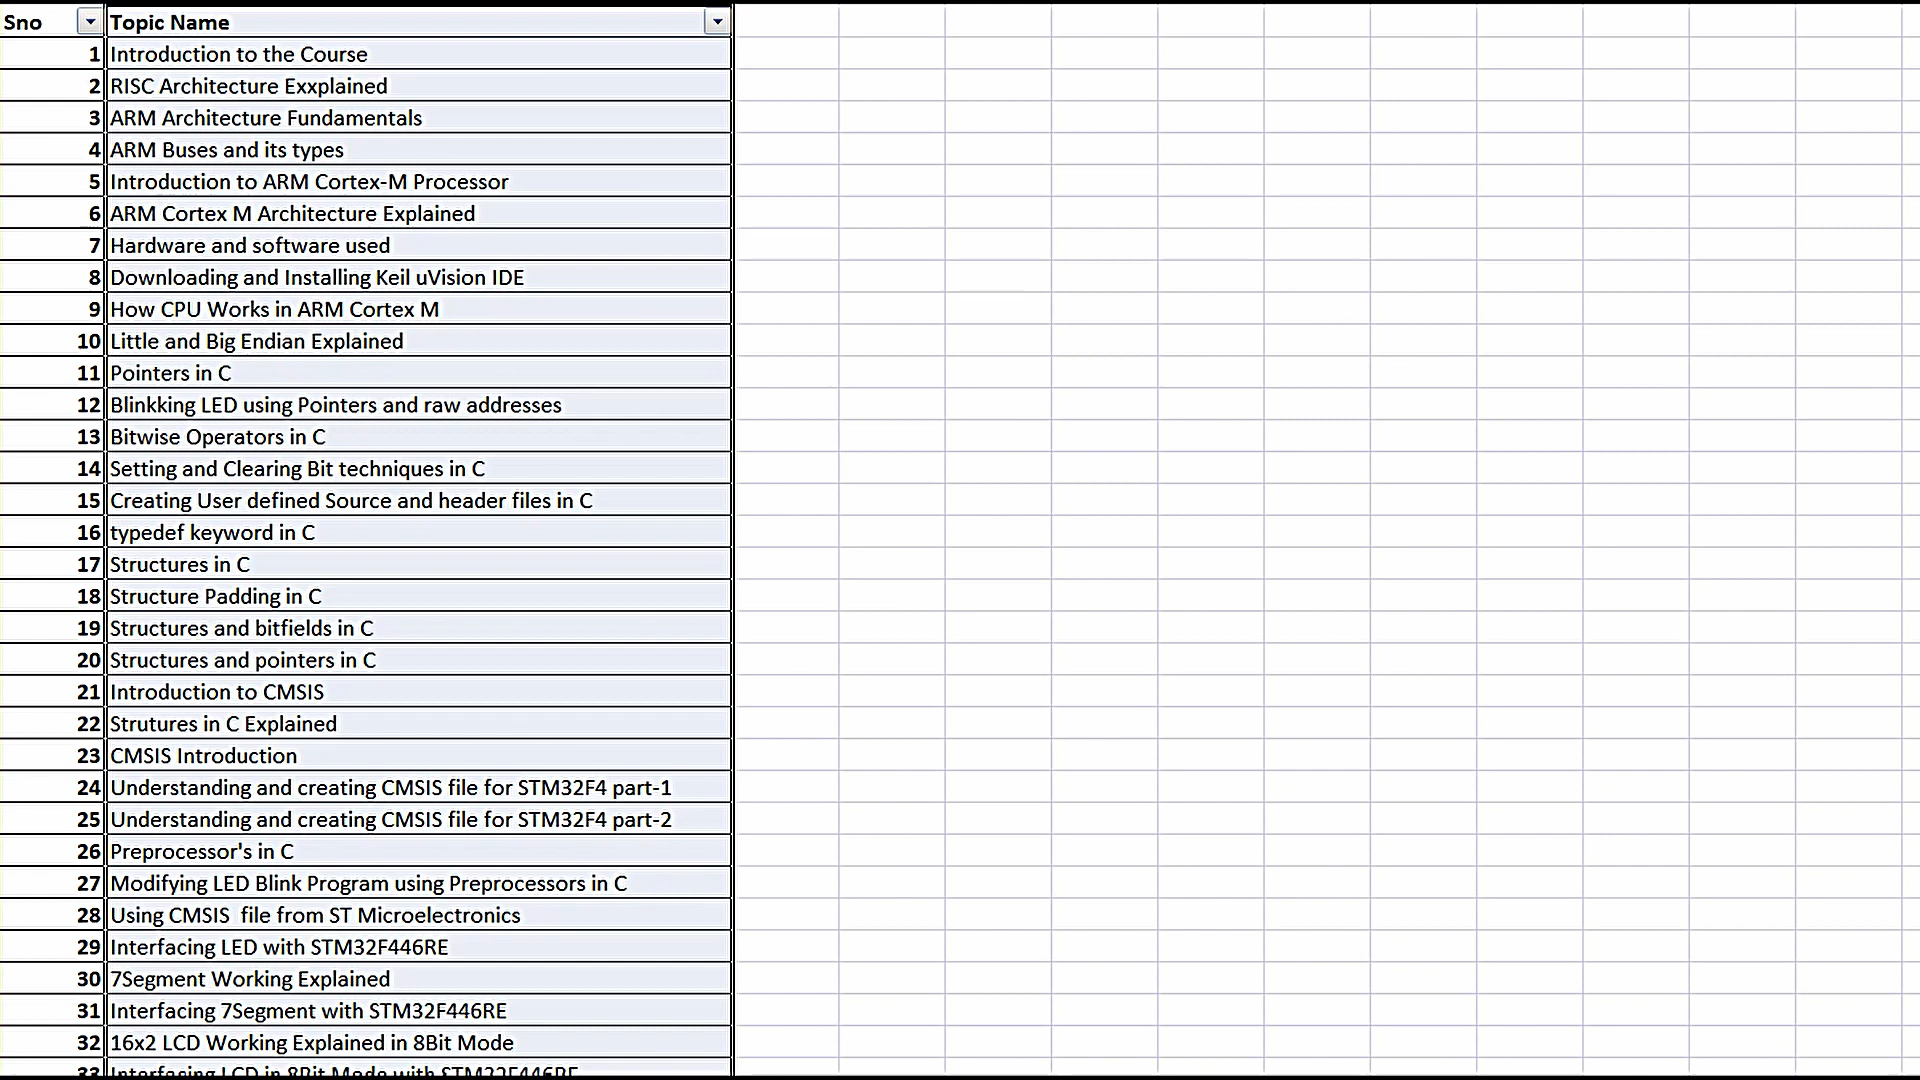 Sno Topic Name
1 Introduction to the Course
2 RISC Architecture Exxplained
3 ARM Architecture Fundamentals
4 ARM Buses and its types
5 Introduction to ARM Cortex-M Processor
6 ARM Cortex M Architecture Explained
7 Hardware and software used
8 Downloading and Installing Keil uVision IDE
9 How CPU Works in ARM Cortex M
10 Little and Big Endian Explained
11 Pointers in C
12 Blinkking LED using Pointers and raw addresses
13 Bitwise Operators in C
14 Setting and Clearing Bit techniques in C
15 Creating User defined Source and header files in C
16 typedef keyword in C
17 Structures in C
18 Structure Padding in C
19 Structures and bitfields in C
20 Structures and pointers in C
21 Introduction to CMSIS
22 Strutures in C Explained
23 CMSIS Introduction
24 Understanding and creating CMSIS file for STM32F4 part-1
25 Understanding and creating CMSIS file for STM32F4 part-2
26 Preprocessor's in C
27 Modifying LED Blink Program using Preprocessors in C
28 Using CMSIS  file from ST Microelectronics
29 Interfacing LED with STM32F446RE
30 7Segment Working Explained
31 Interfacing 7Segment with STM32F446RE
32 16x2 LCD Working Explained in 8Bit Mode
33 Interfacing LCD in 8Bit Mode with STM32F446RE